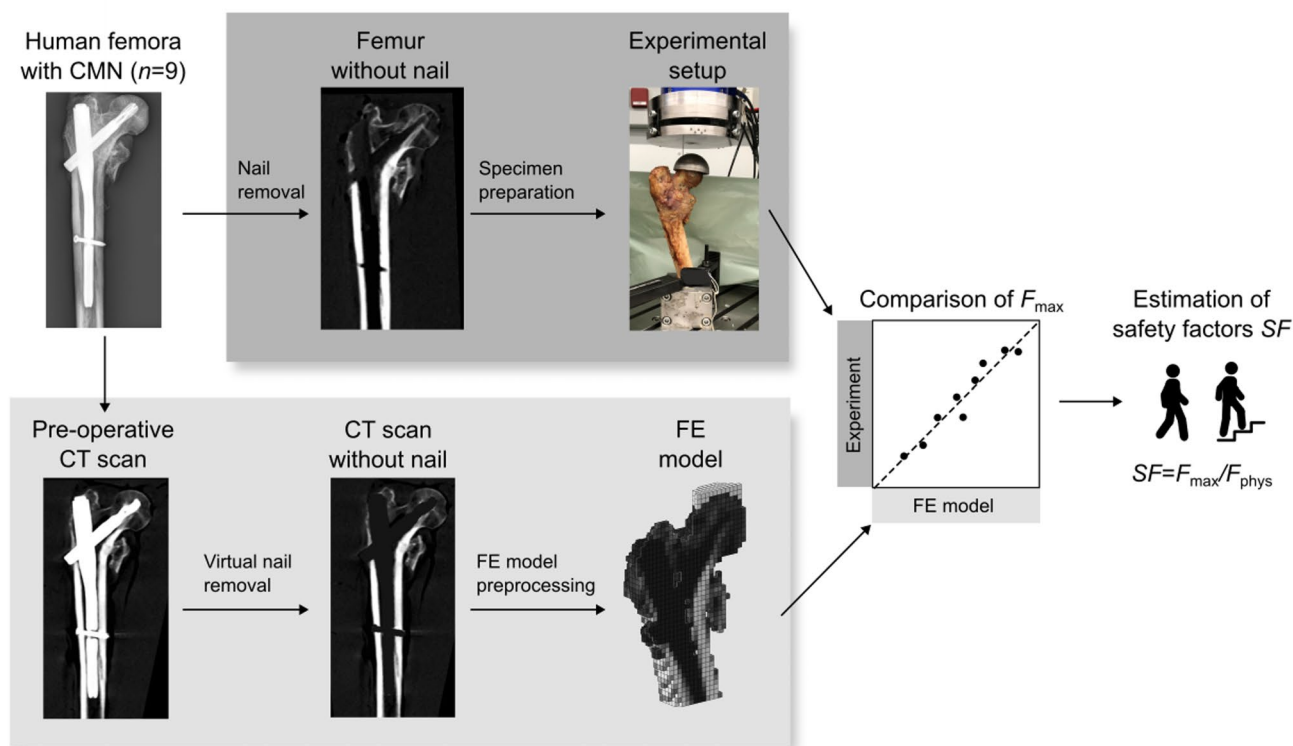 Human femora
with CMN (n=9)
Femur
without nail
Experimental
setup
Nail
removal
Specimen
preparation
Pre-operative
CT scan
CT scan
without nail
FE
model
Virtual nail
removal
FE model
preprocessing
Comparison of Fmax
Experiment
FE model
Estimation of
safety factors SF
SF=Fmax/Fphys